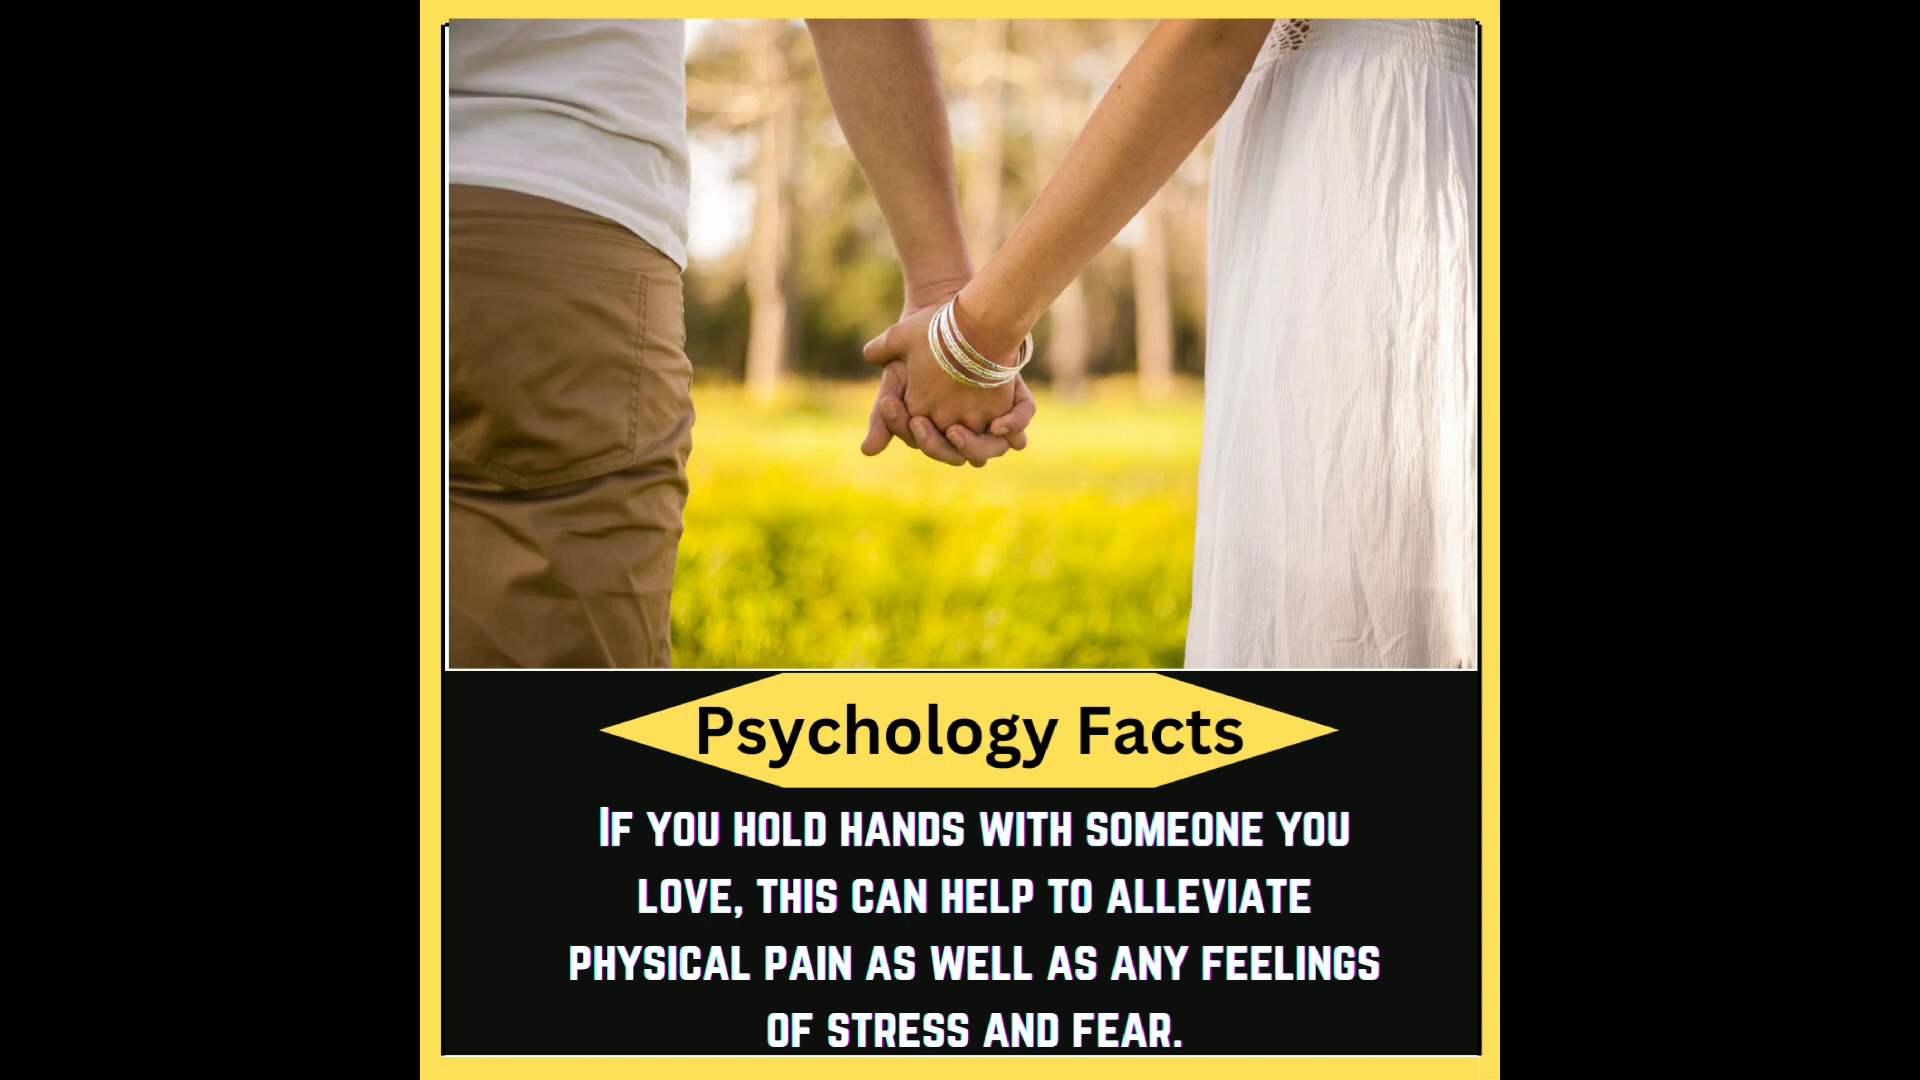 Psychology Facts
If you hold hands with someone you
love, this can help to alleviate
physical pain as well as any feelings
of stress and fear.